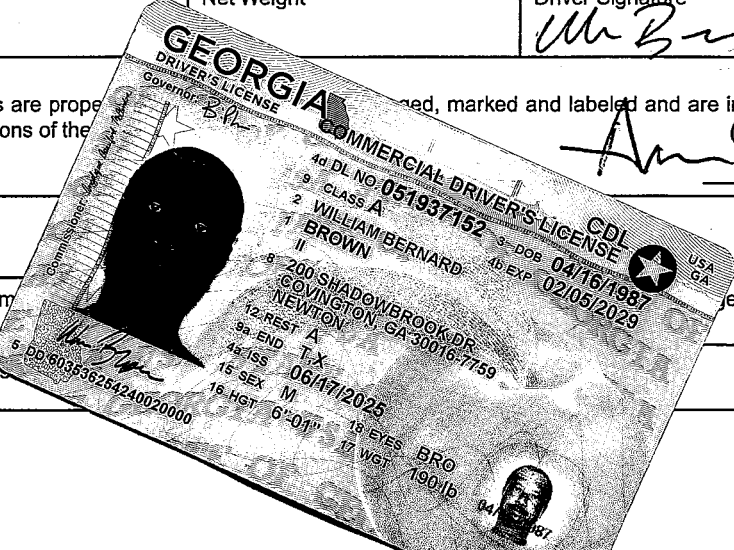 Net Weight
Driver Signature
s are prope
ged, marked and labeled and are i
ons of the
GEORGIA
DRIVER'S LICENSE
Governor
COMMERCIAL DRIVER'S LICENSE
CDL
USA
GA
Commissioner
4d DL NO. 051937152
9 CLASS A
3 DOB 04/16/1987
4b EXP 02/05/2029
2 WILLIAM BERNARD
1 BROWN
II
8 200 SHADOWBROOK DR
COVINGTON, GA 30016-7759
NEWTON
12 REST A
9a END T,X
4a ISS 06/17/2025
15 SEX M
18 EYES BRO
16 HGT 6'-01"
17 WGT 190 lb
5 DD 603536254240020000